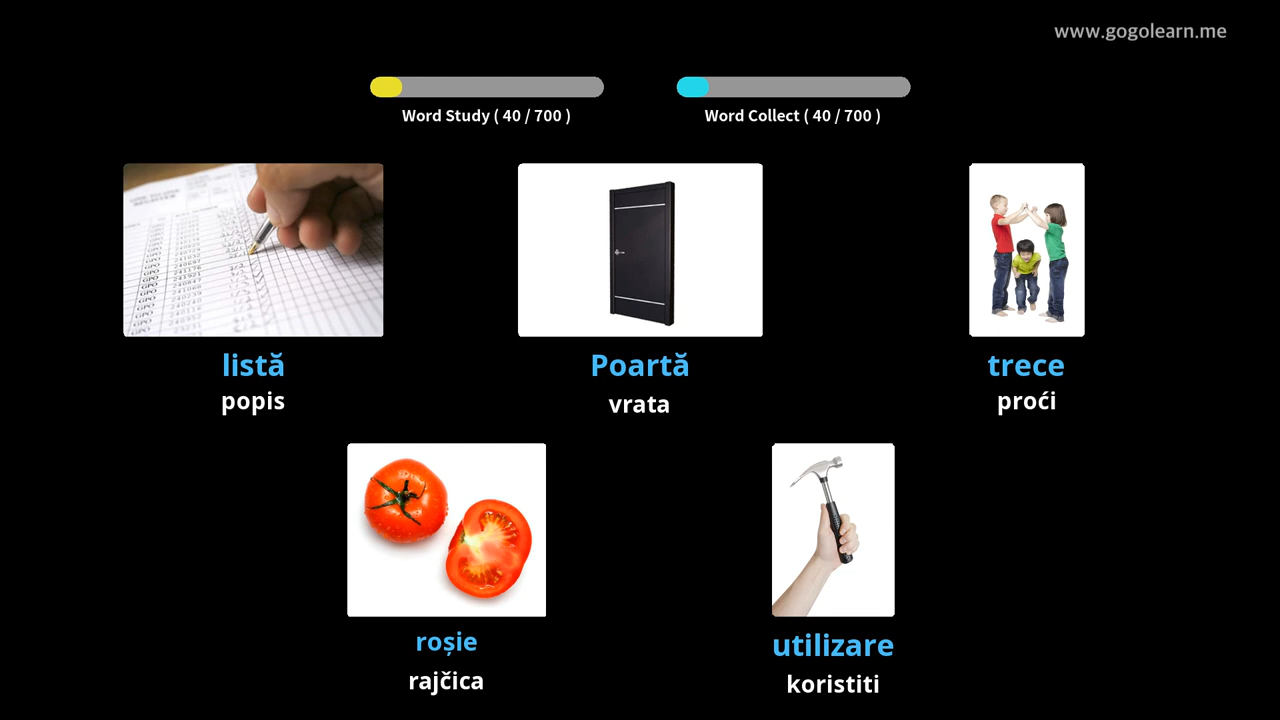 www.gogolearn.me
Word Study ( 40 / 700 )
Word Collect ( 40 / 700 )
listă
popis
Poartă
vrata
trece
proći
roșie
rajčica
utilizare
koristiti